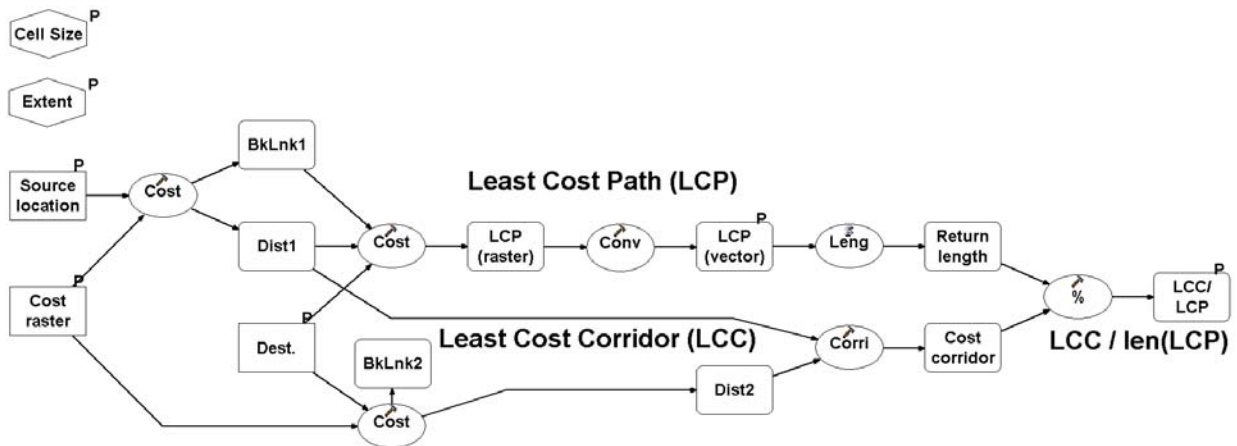 P
Cell Size
P
Extent
P
Source
location
Cost
BkLnk1
Dist1
P
Cost
raster
Least Cost Path (LCP)
Cost
LCP
(raster)
Conv
P
LCP
(vector)
Leng
Return
length
P
Dest.
BkLnk2
Cost
Least Cost Corridor (LCC)
Dist2
Corri
Cost
corridor
%
P
LCC/
LCP
LCC / len(LCP)